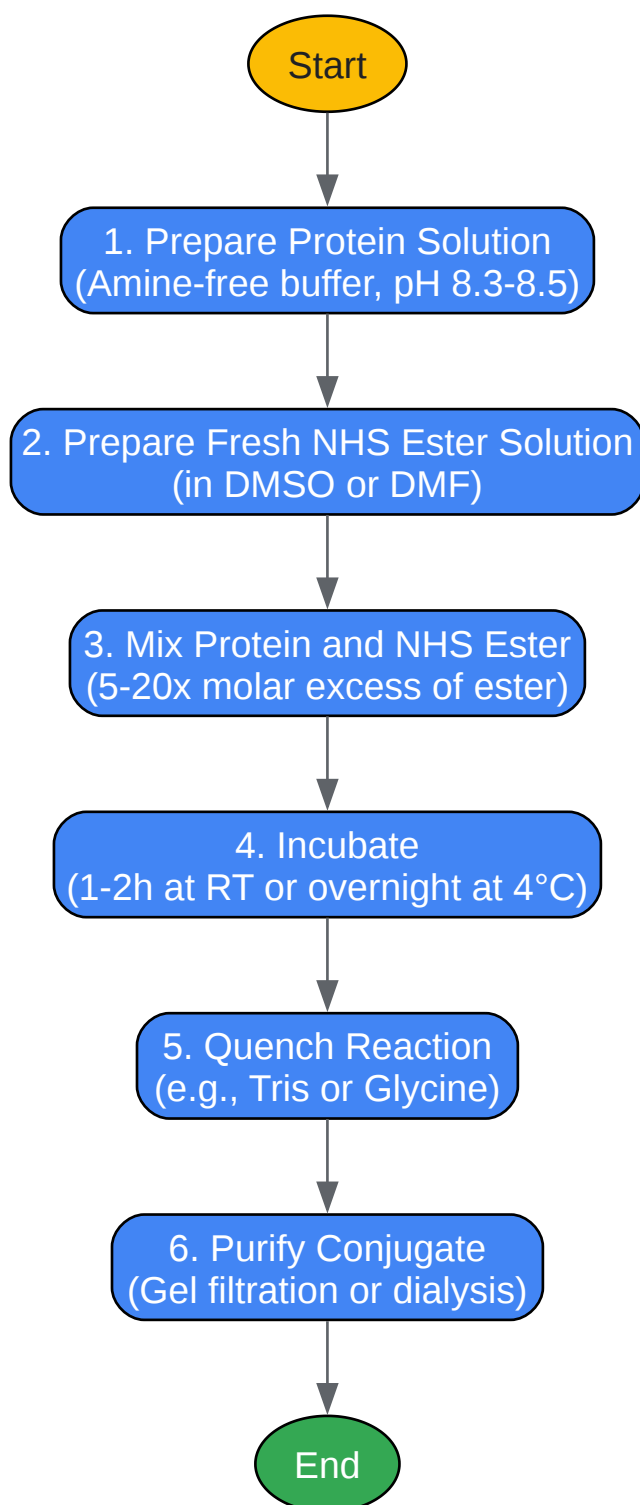 Start
1. Prepare Protein Solution
(Amine-free buffer, pH 8.3-8.5)
2. Prepare Fresh NHS Ester Solution
(in DMSO or DMF)
3. Mix Protein and NHS Ester
(5-20x molar excess of ester)
4. Incubate
(1-2h at RT or overnight at 4°C)
5. Quench Reaction
(e.g., Tris or Glycine)
6. Purify Conjugate
(Gel filtration or dialysis)
End